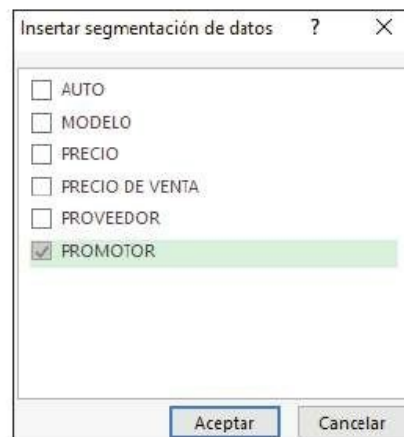 Insertar segmentación de datos ? ×
AUTO
MODELO
PRECIO
PRECIO DE VENTA
PROVEEDOR
PROMOTOR
Aceptar Cancelar